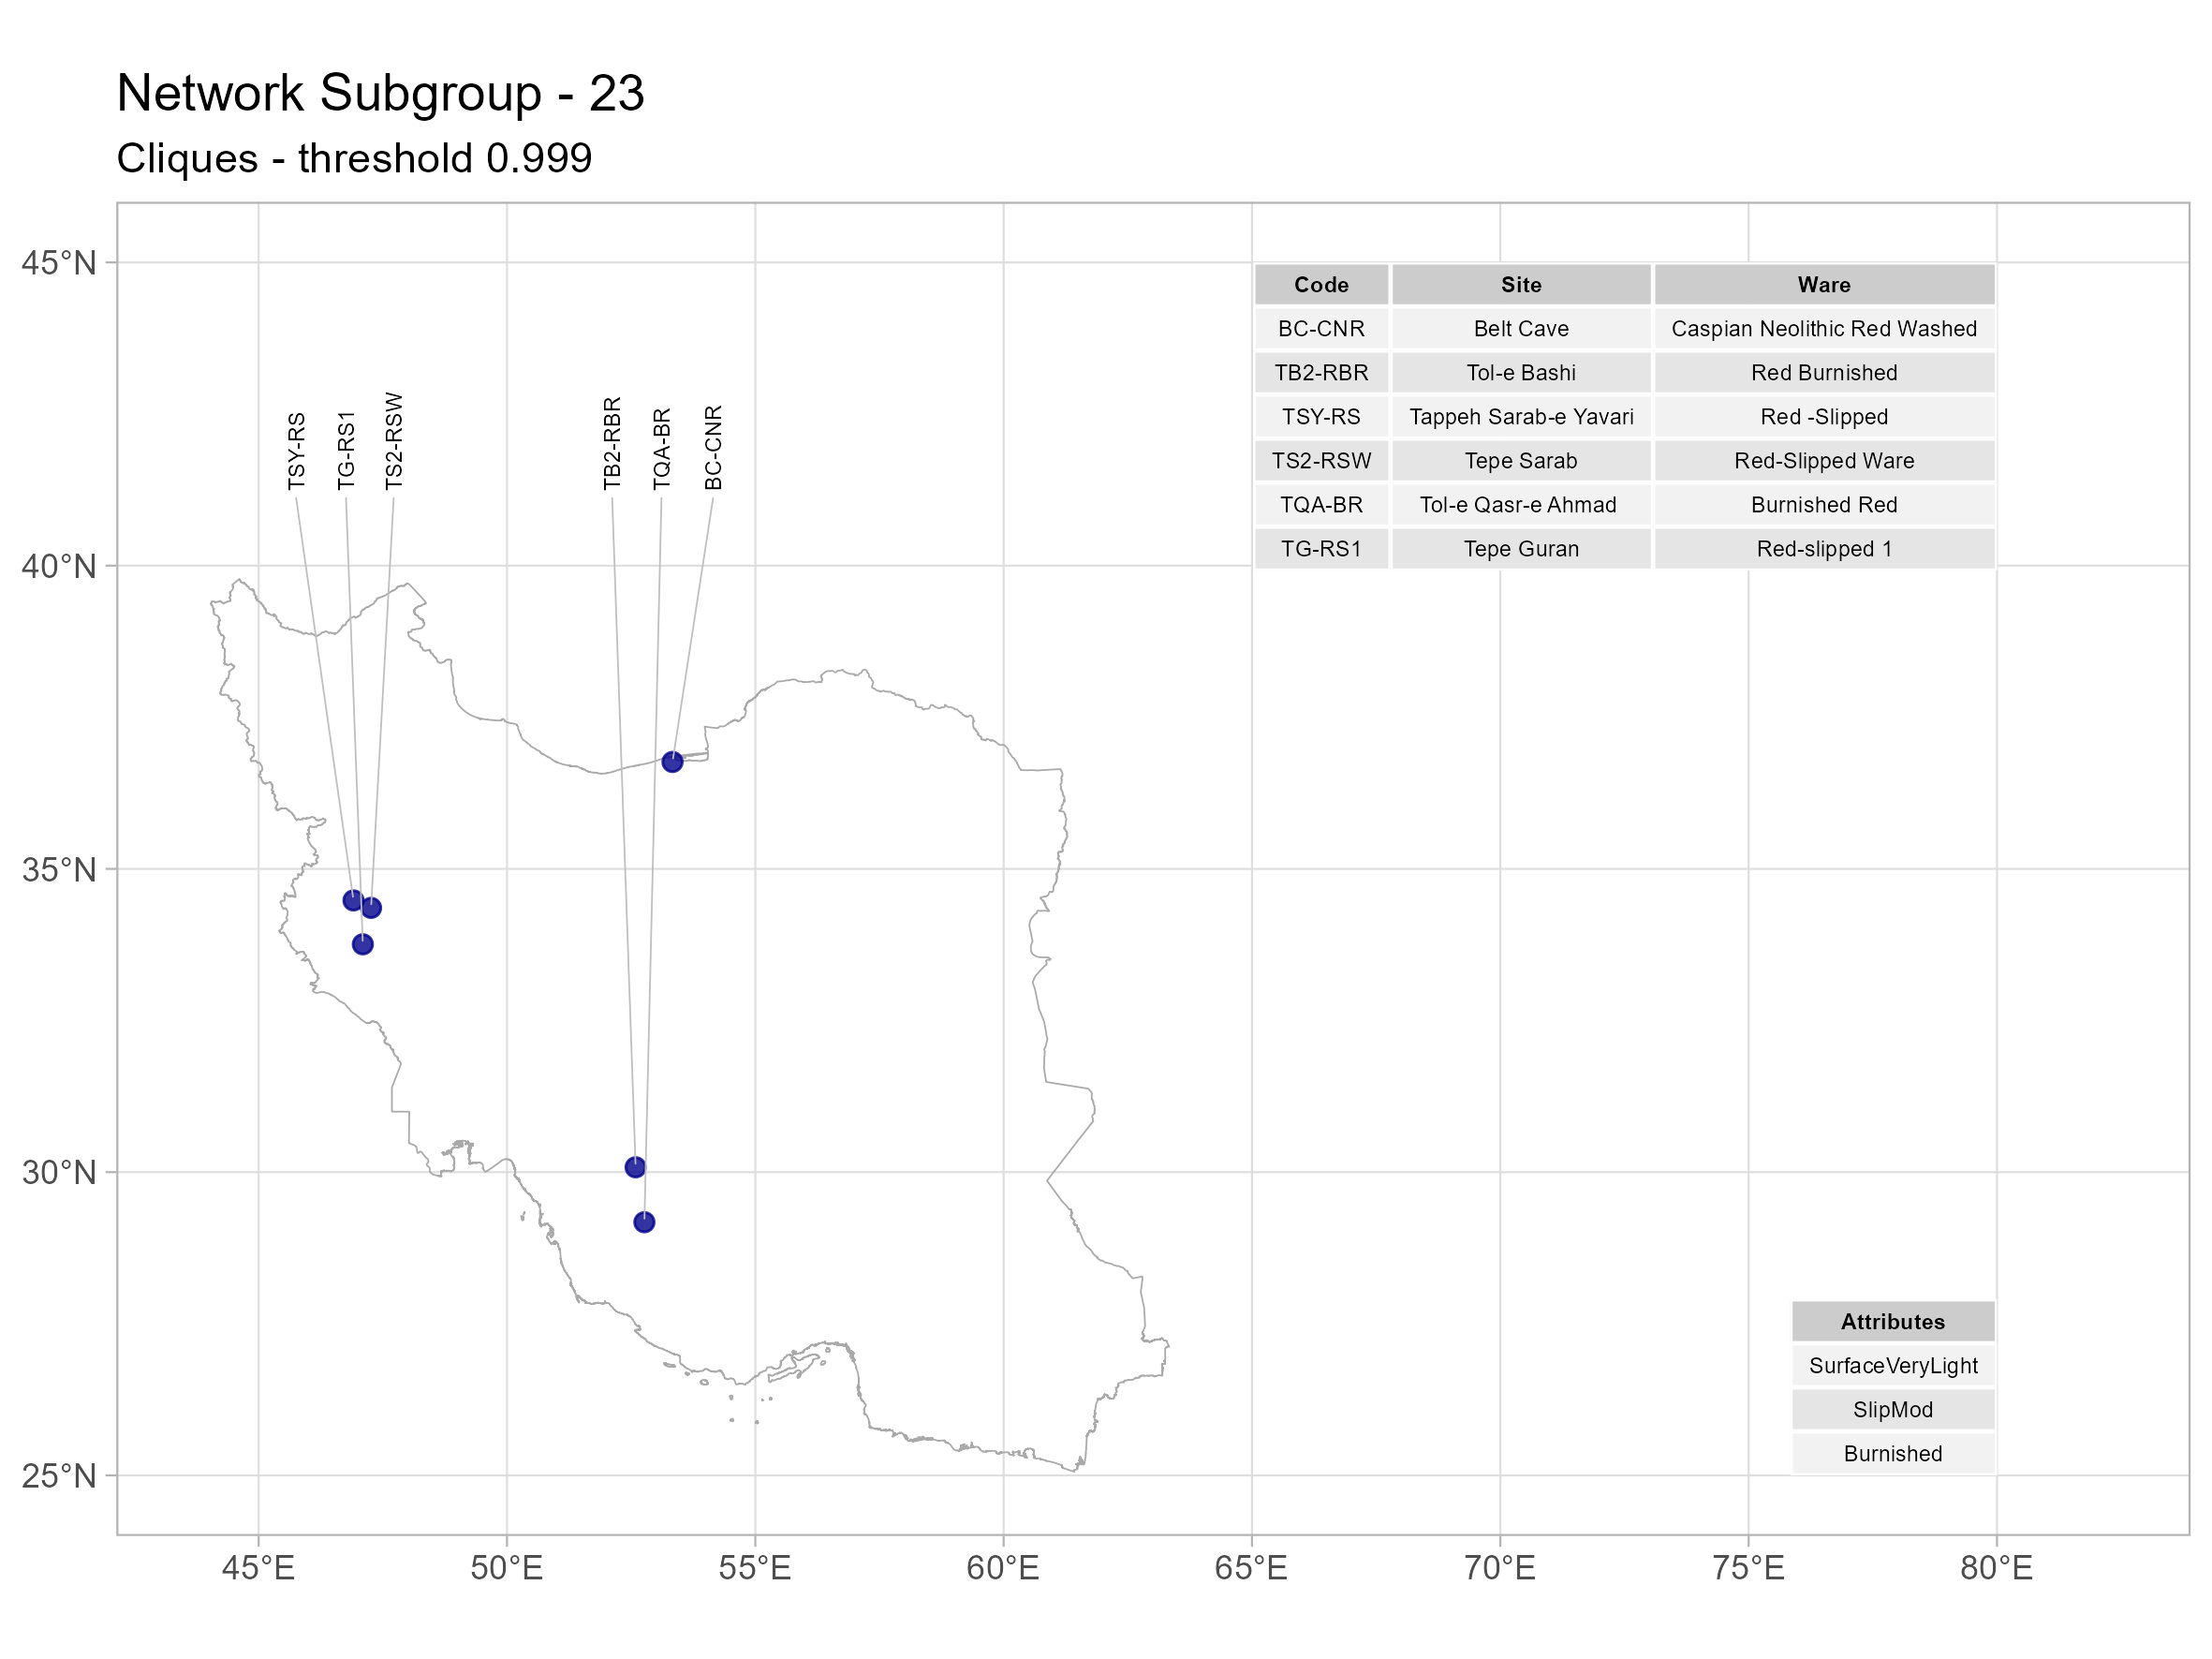 Network Subgroup - 23
Cliques - threshold 0.999
45°N
40°N
35°N
30°N
25°N
45°E 50°E 55°E 60°E 65°E 70°E 75°E 80°E
TSY-RS
TG-RS1
TS2-RSW
TB2-RBR
TQA-BR
BC-CNR
Code Site Ware
BC-CNR Belt Cave Caspian Neolithic Red Washed
TB2-RBR Tol-e Bashi Red Burnished
TSY-RS Tappeh Sarab-e Yavari Red -Slipped
TS2-RSW Tepe Sarab Red-Slipped Ware
TQA-BR Tol-e Qasr-e Ahmad Burnished Red
TG-RS1 Tepe Guran Red-slipped 1
Attributes
SurfaceVeryLight
SlipMod
Burnished